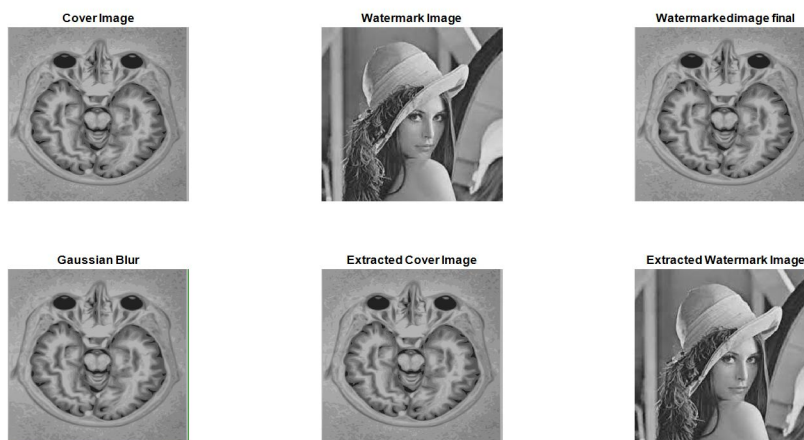 Cover Image
Watermark Image
Watermarkedimage final
Gaussian Blur
Extracted Cover Image
Extracted Watermark Image